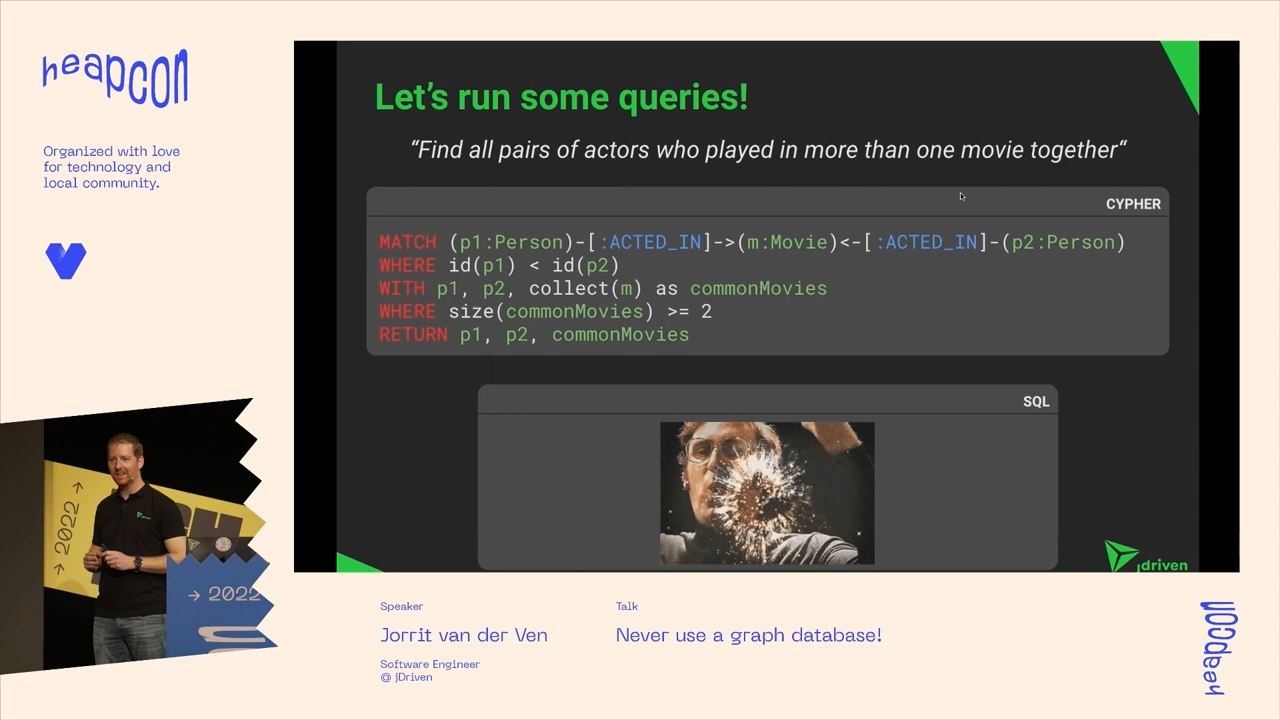 heapcon
Organized with love
for technology and
local community.
Let's run some queries!
“Find all pairs of actors who played in more than one movie together“
CYPHER
MATCH (p1:Person)-[:ACTED_IN]->(m:Movie)<-[:ACTED_IN]-(p2:Person)
WHERE id(p1) < id(p2)
WITH p1, p2, collect(m) as commonMovies
WHERE size(commonMovies) >= 2
RETURN p1, p2, commonMovies
SQL
jdriven
→ 2022 →
→ 2022
Speaker
Jorrit van der Ven
Software Engineer
@ jDriven
Talk
Never use a graph database!
heapcon